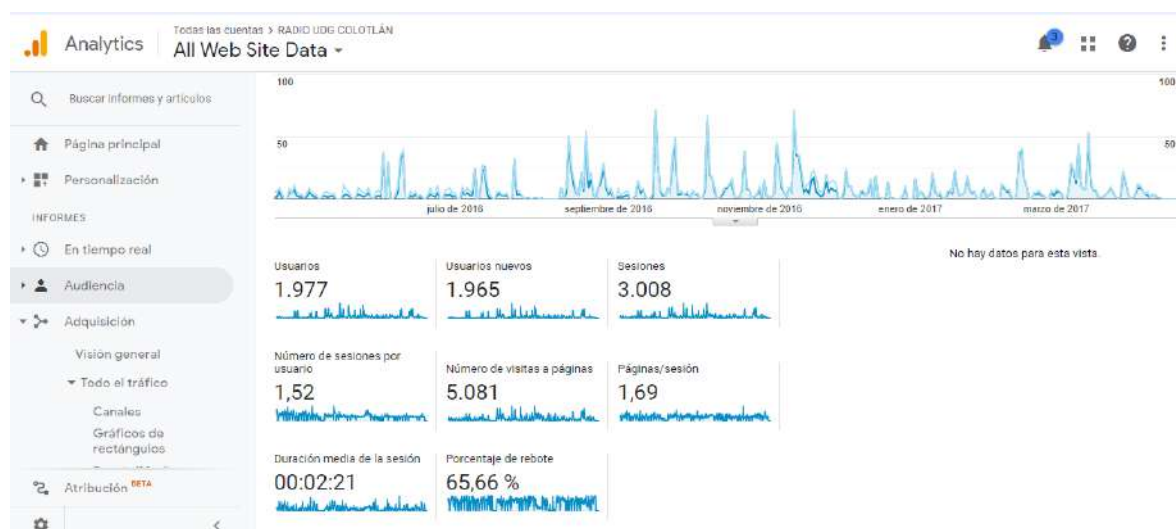 Todas las cuentas > RADIO UDG COLOTLÁN
Analytics
All Web Site Data
3
Buscar informes y artículos
Página principal
Personalización
INFORMES
En tiempo real
Audiencia
Adquisición
Visión general
Todo el tráfico
Canales
Gráficos de
rectángulos
Atribución BETA
100
100
50
50
julio de 2016
septiembre de 2016
noviembre de 2016
enero de 2017
marzo de 2017
No hay datos para esta vista.
Usuarios
1.977
Usuarios nuevos
1.965
Sesiones
3.008
Número de sesiones por
usuario
1,52
Número de visitas a páginas
5.081
Páginas/sesión
1,69
Duración media de la sesión
00:02:21
Porcentaje de rebote
65,66 %